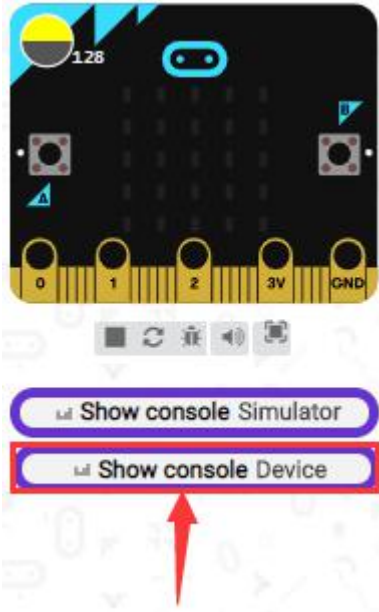 128
B
A
0 1 2 3V GND
Show console Simulator
Show console Device